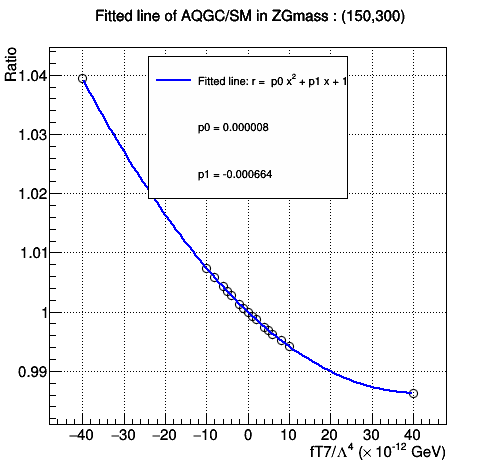 Fitted line of AQGC/SM in ZGmass : (150,300)
Ratio
Fitted line: r = p0 x² + p1 x + 1
p0 = 0.000008
p1 = -0.000664
1.04
1.03
1.02
1.01
1
0.99
−40 −30 −20 −10 0 10 20 30 40
fT7/Λ⁴ (× 10⁻¹² GeV)